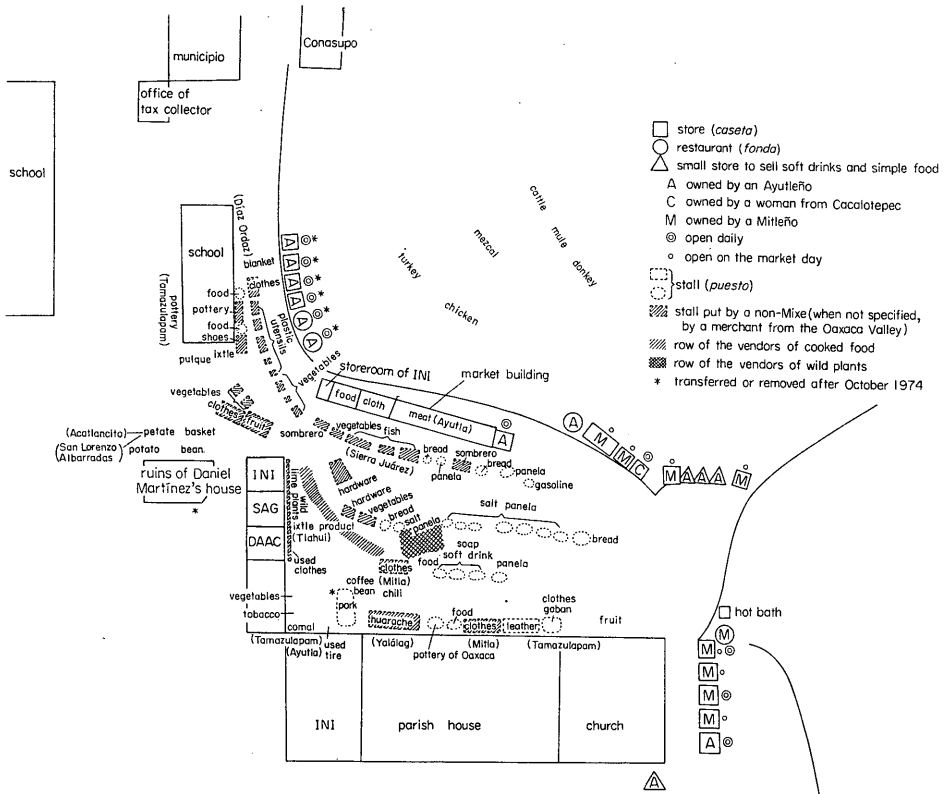 Conasupo
municipio
office of
tax collector
school
□ store (caseta)
○ restaurant (fonda)
△ small store to sell soft drinks and simple food
A owned by an Ayutleño
C owned by a woman from Cacalotepec
M owned by a Mitleño
◎ open daily
○ open on the market day
stall (puesto)
stall put by a non-Mixe (when not specified,
by a merchant from the Oaxaca Valley)
row of the vendors of cooked food
row of the vendors of wild plants
* transferred or removed after October 1974
cattle
mule
donkey
mezcal
turkey
chicken
(Díaz Ordaz)
school
blanket
clothes
A ◎ *
A ◎ *
A ◎ *
A ◎ *
A ◎ *
A ◎ *
pottery
(Tamazulapam)
food
pottery
food
shoes
ixtle
pulque
plastic
utensils
vegetables
storeroom of INI
market building
food
cloth
meat (Ayutla)
A
vegetables
clothes
fruit
sombrero
vegetables
fish
(Sierra Juárez)
bread
panela
sombrero
bread
panela
gasoline
A
M
M
C
M
A
A
A
M
(Acatlancito)
petate basket
(San Lorenzo
Albarradas)
potato bean
ruins of Daniel
Martínez's house
*
INI
SAG
DAAC
lime
wild
plants
ixtle product
(Tlahui)
used
clothes
hardware
hardware
vegetables
bread
salt
panela
salt panela
bread
soap
food soft drink panela
clothes
(Mitla)
chili
coffee
bean
* pork
vegetables
tobacco
comal
(Tamazulapam)
(Ayutla)
used
tire
huarache
(Yalálag)
pottery of Oaxaca
food
clothes
(Mitla)
leather
clothes
gaban
(Tamazulapam)
fruit
hot bath
M
M
M
M
M
A
INI
parish house
church
A